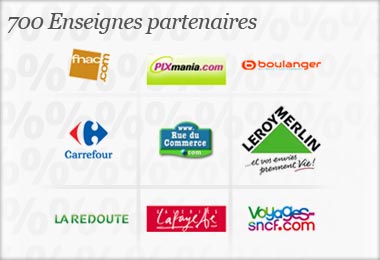 700 Enseignes partenaires
fnac
.com
PIXmania.com
boulanger
Carrefour
www.
Rue du
Commerce
.com
LEROY MERLIN
...et vos envies
prennent Vie!
LA REDOUTE
Lafayette
Voyages-
sncf.com